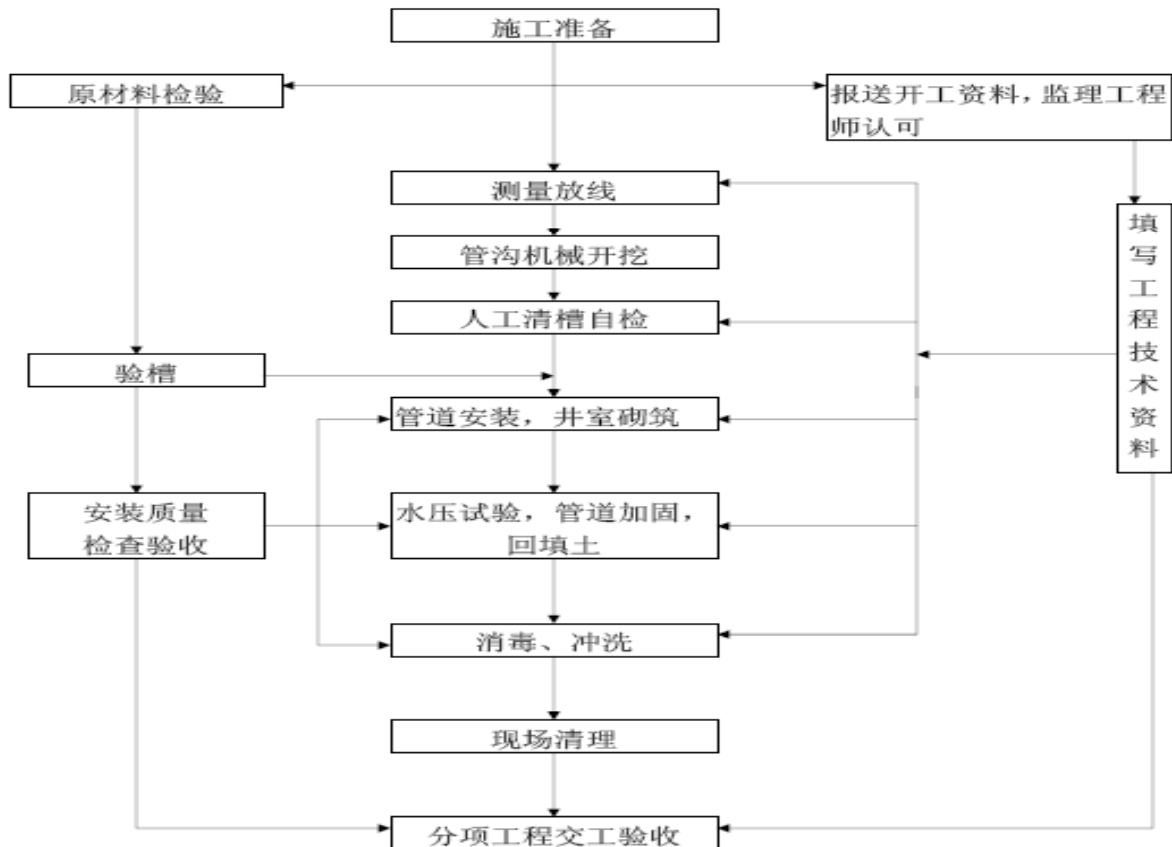 施工准备
原材料检验
报送开工资料，监理工程
师认可
测量放线
填写工程技术资料
管沟机械开挖
人工清槽自检
验槽
管道安装，井室砌筑
安装质量
检查验收
水压试验，管道加固，
回填土
消毒、冲洗
现场清理
分项工程交工验收